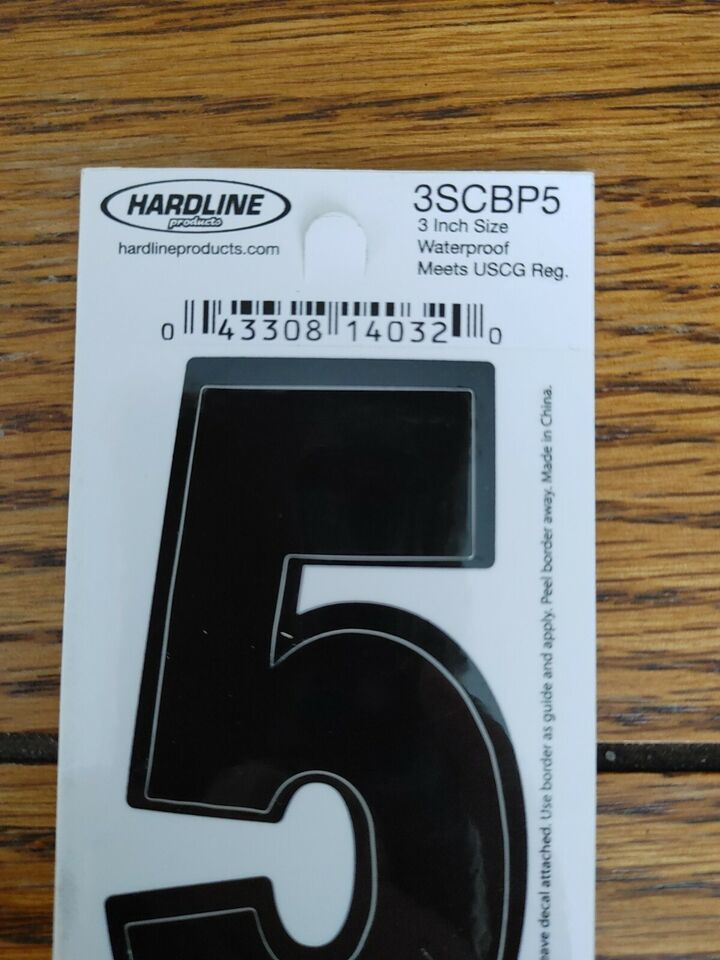 HARDLINE
products
hardlineproducts.com
3SCBP5
3 Inch Size
Waterproof
Meets USCG Reg.
0 43308 14032 0
5
decal attached. Use border as guide and apply. Peel border away. Made in China.